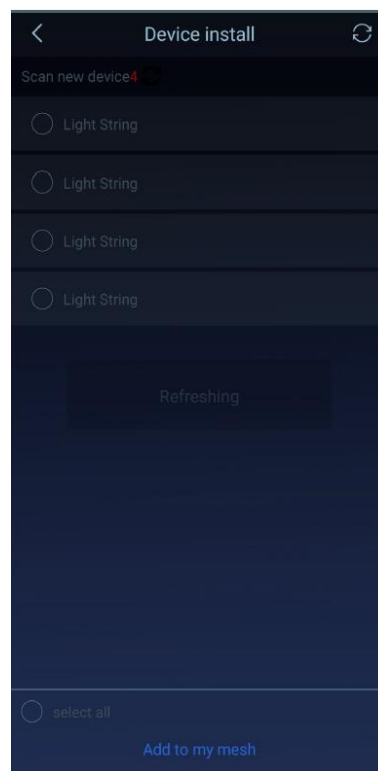 Device install
Scan new device4
Light String
Light String
Light String
Light String
Refreshing
select all
Add to my mesh